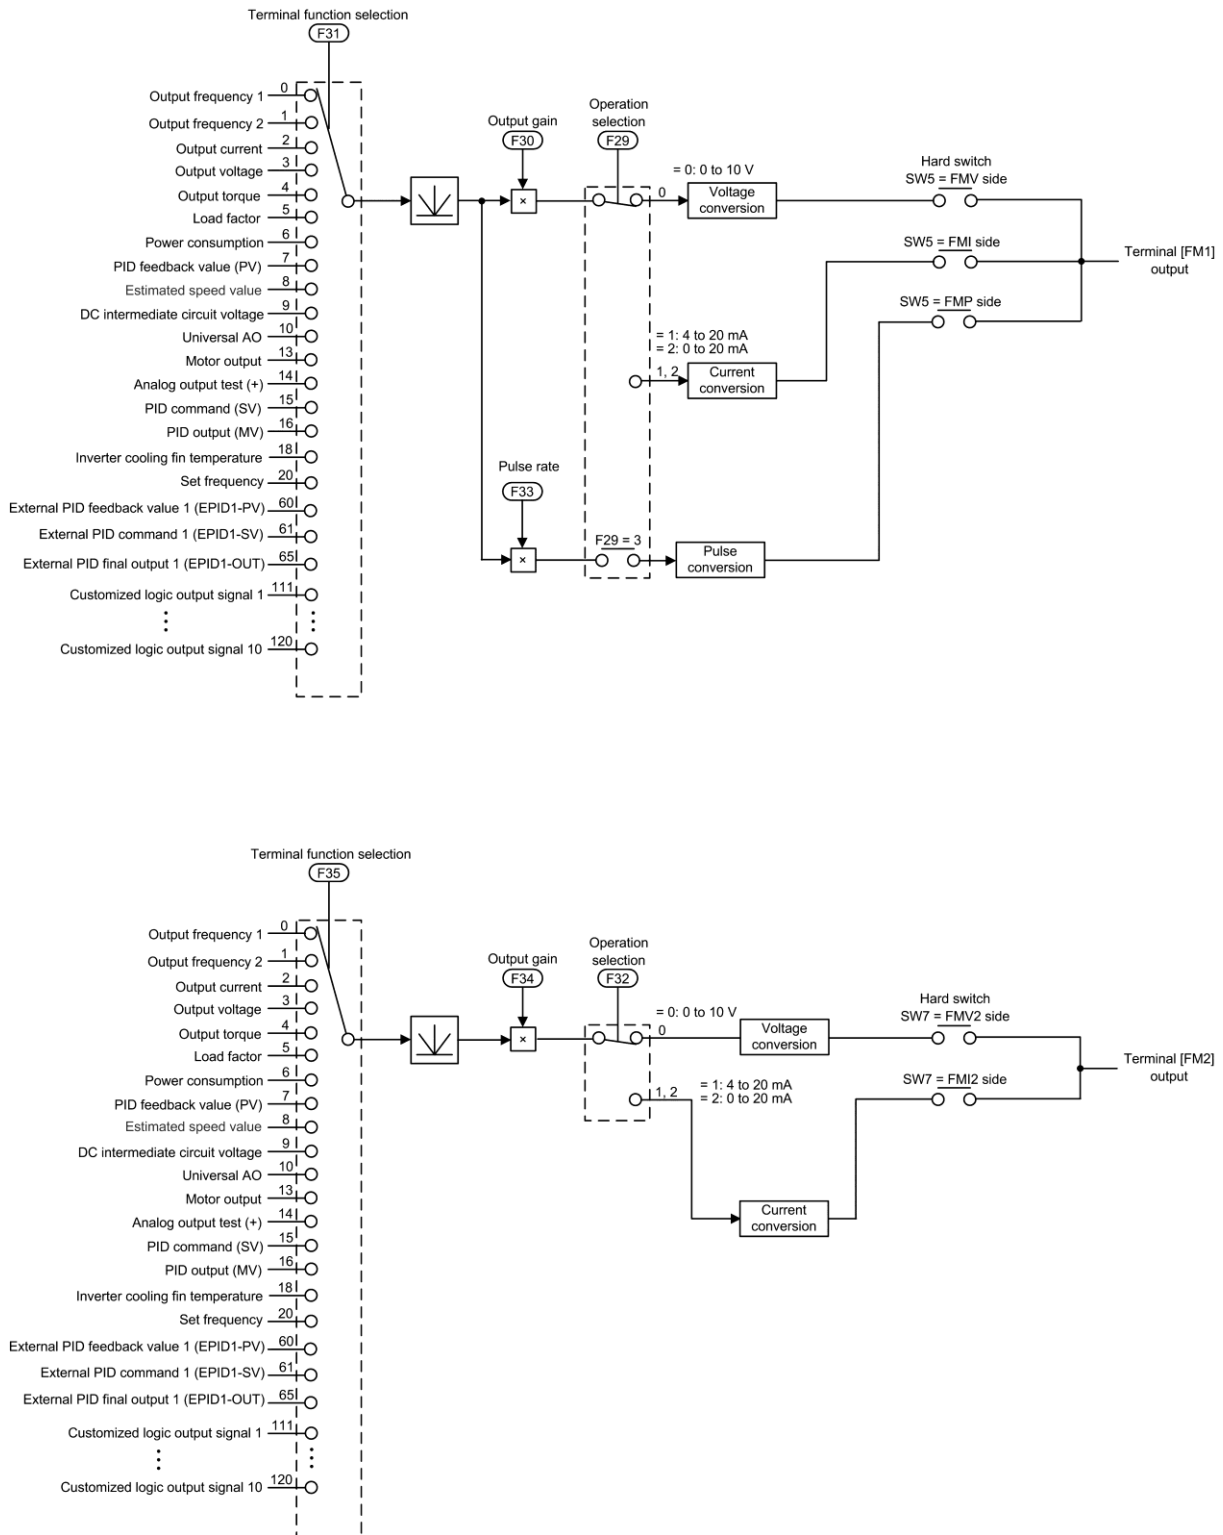 Terminal function selection
F31
Output frequency 1 0
Output frequency 2 1
Output current 2
Output voltage 3
Output torque 4
Load factor 5
Power consumption 6
PID feedback value (PV) 7
Estimated speed value 8
DC intermediate circuit voltage 9
Universal AO 10
Motor output 13
Analog output test (+) 14
PID command (SV) 15
PID output (MV) 16
Inverter cooling fin temperature 18
Set frequency 20
External PID feedback value 1 (EPID1-PV) 60
External PID command 1 (EPID1-SV) 61
External PID final output 1 (EPID1-OUT) 65
Customized logic output signal 1 111
Customized logic output signal 10 120
Output gain
F30
×
Operation
selection
F29
= 0: 0 to 10 V
0
Voltage
conversion
Hard switch
SW5 = FMV side
SW5 = FMI side
SW5 = FMP side
Terminal [FM1]
output
= 1: 4 to 20 mA
= 2: 0 to 20 mA
1, 2
Current
conversion
Pulse rate
F33
×
F29 = 3
Pulse
conversion
Terminal function selection
F35
Output frequency 1 0
Output frequency 2 1
Output current 2
Output voltage 3
Output torque 4
Load factor 5
Power consumption 6
PID feedback value (PV) 7
Estimated speed value 8
DC intermediate circuit voltage 9
Universal AO 10
Motor output 13
Analog output test (+) 14
PID command (SV) 15
PID output (MV) 16
Inverter cooling fin temperature 18
Set frequency 20
External PID feedback value 1 (EPID1-PV) 60
External PID command 1 (EPID1-SV) 61
External PID final output 1 (EPID1-OUT) 65
Customized logic output signal 1 111
Customized logic output signal 10 120
Output gain
F34
×
Operation
selection
F32
= 0: 0 to 10 V
0
Voltage
conversion
Hard switch
SW7 = FMV2 side
SW7 = FMI2 side
Terminal [FM2]
output
1, 2
= 1: 4 to 20 mA
= 2: 0 to 20 mA
Current
conversion